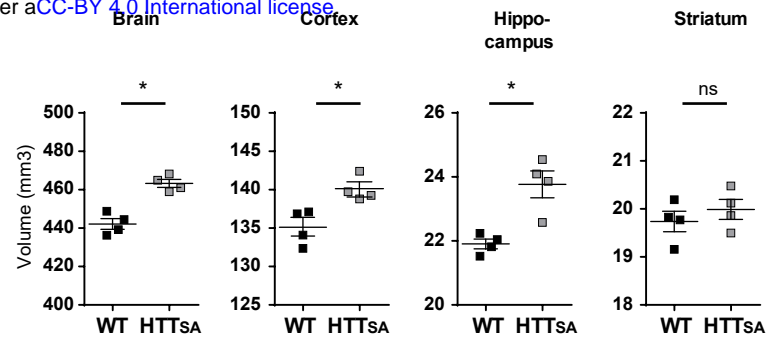 er aCC-BY 4.0 International license.
Brain
Cortex
Hippo-
campus
Striatum
*
*
*
ns
Volume (mm3)
500
480
460
440
420
400
WT HTTSA
150
145
140
135
130
125
WT HTTSA
26
24
22
20
WT HTTSA
22
21
20
19
18
WT HTTSA